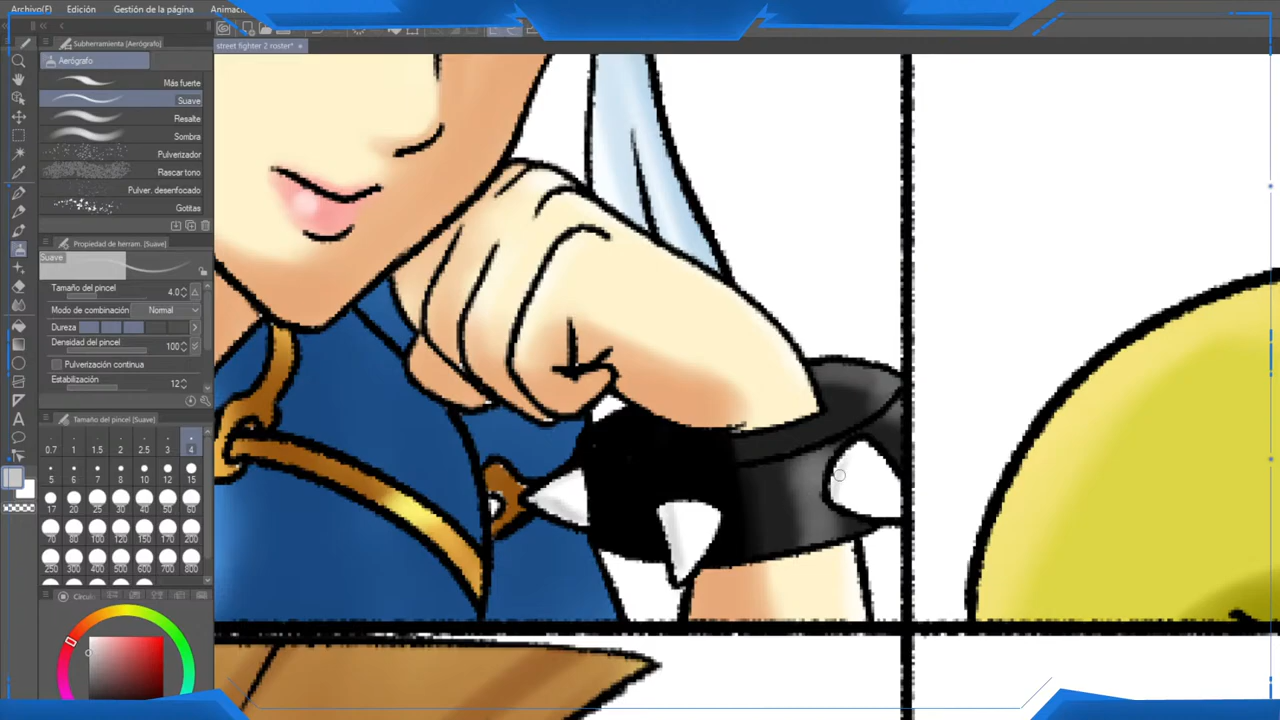 Archivo(F) Edición Gestión de la página Animació
Subherramienta (Aerógrafo)
street fighter 2 roster*
Aerógrafo
Más fuerte
Suave
Resalte
Sombra
Pulverizador
Rascar tono
Pulver. desenfocado
Gotitas
Propiedad de herram. (Suave)
Suave
Tamaño del pincel 4.0
Modo de combinación Normal
Dureza
Densidad del pincel 100
Pulverización continua
Estabilización 12
Tamaño del pincel (Suave)
0.7 1 1.5 2 2.5 3 4
5 6 7 8 10 12 15
17 20 25 30 40 50 60
70 80 100 120 150 170 200
250 300 400 500 600 700 800
Círculo